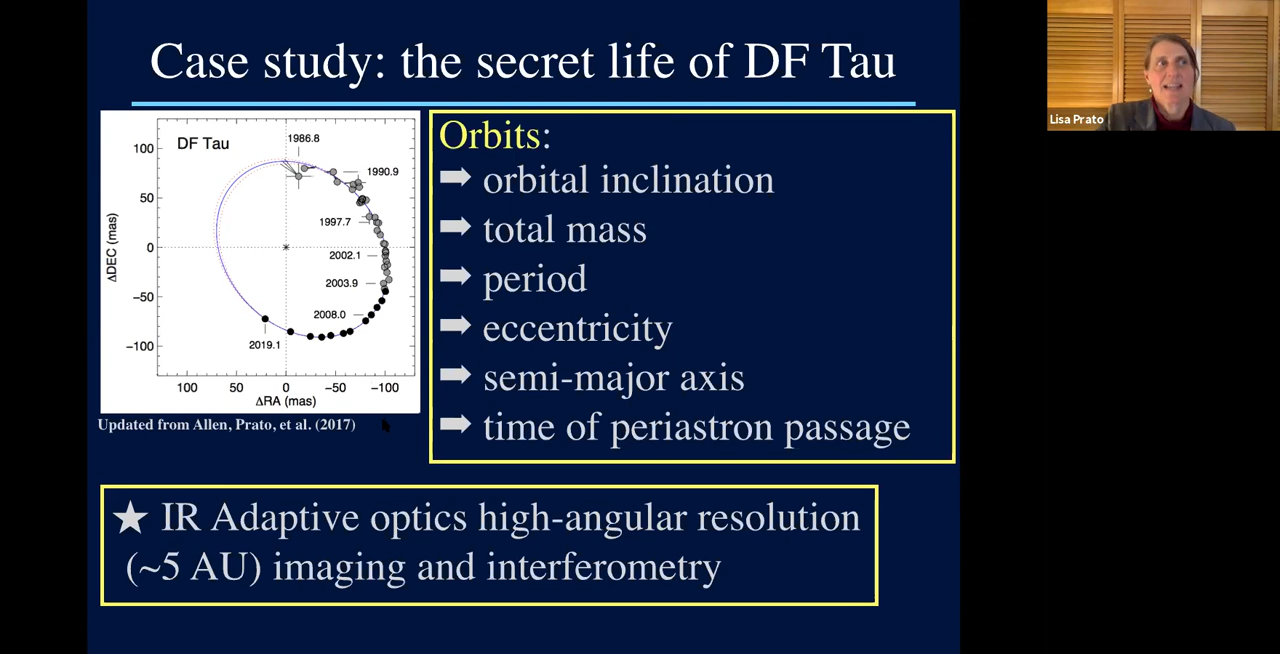 Case study: the secret life of DF Tau
Lisa Prato
DF Tau
1986.8
1990.9
1997.7
2002.1
2003.9
2008.0
2019.1
100
50
0
−50
−100
ΔDEC (mas)
100 50 0 −50 −100
ΔRA (mas)
Updated from Allen, Prato, et al. (2017)
Orbits:
➡ orbital inclination
➡ total mass
➡ period
➡ eccentricity
➡ semi-major axis
➡ time of periastron passage
★ IR Adaptive optics high-angular resolution
(~5 AU) imaging and interferometry